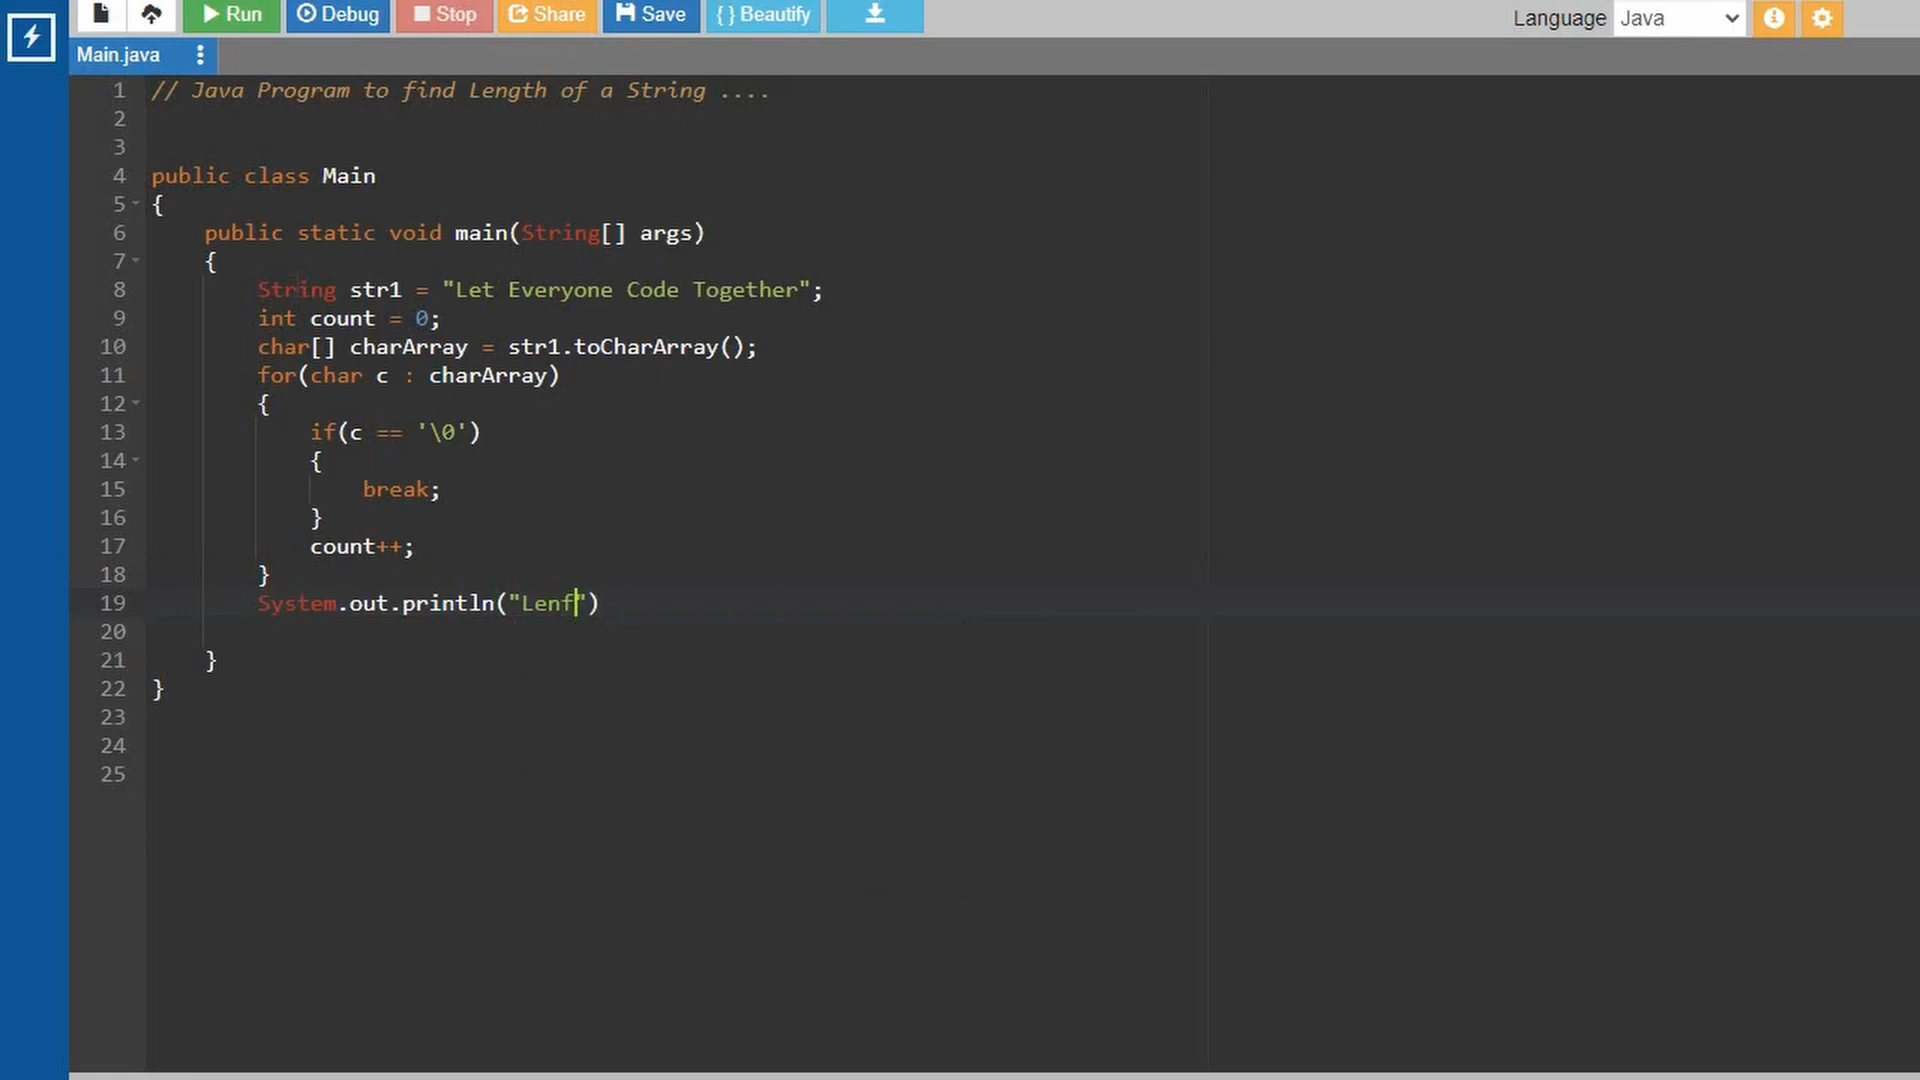 Run Debug Stop Share Save { } Beautify Language Java
Main.java
1 // Java Program to find Length of a String ....
2
3
4 public class Main
5 {
6 public static void main(String[] args)
7 {
8 String str1 = "Let Everyone Code Together";
9 int count = 0;
10 char[] charArray = str1.toCharArray();
11 for(char c : charArray)
12 {
13 if(c == '\0')
14 {
15 break;
16 }
17 count++;
18 }
19 System.out.println("Lenf")
20
21 }
22 }
23
24
25